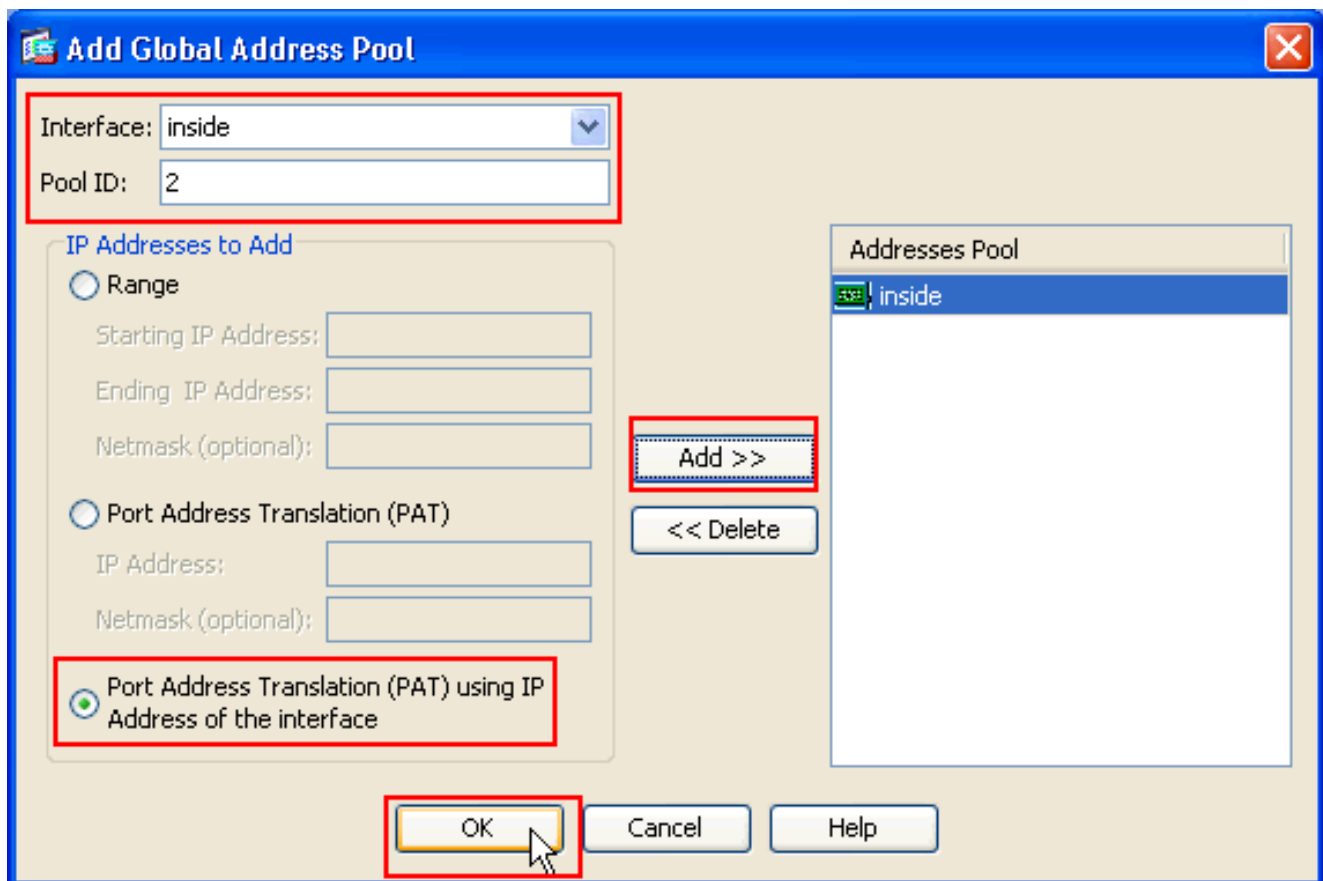 Add Global Address Pool
Interface: inside
Pool ID: 2
IP Addresses to Add
Range
Starting IP Address:
Ending IP Address:
Netmask (optional):
Port Address Translation (PAT)
IP Address:
Netmask (optional):
Port Address Translation (PAT) using IP
Address of the interface
Add >>
<< Delete
Addresses Pool
inside
OK
Cancel
Help